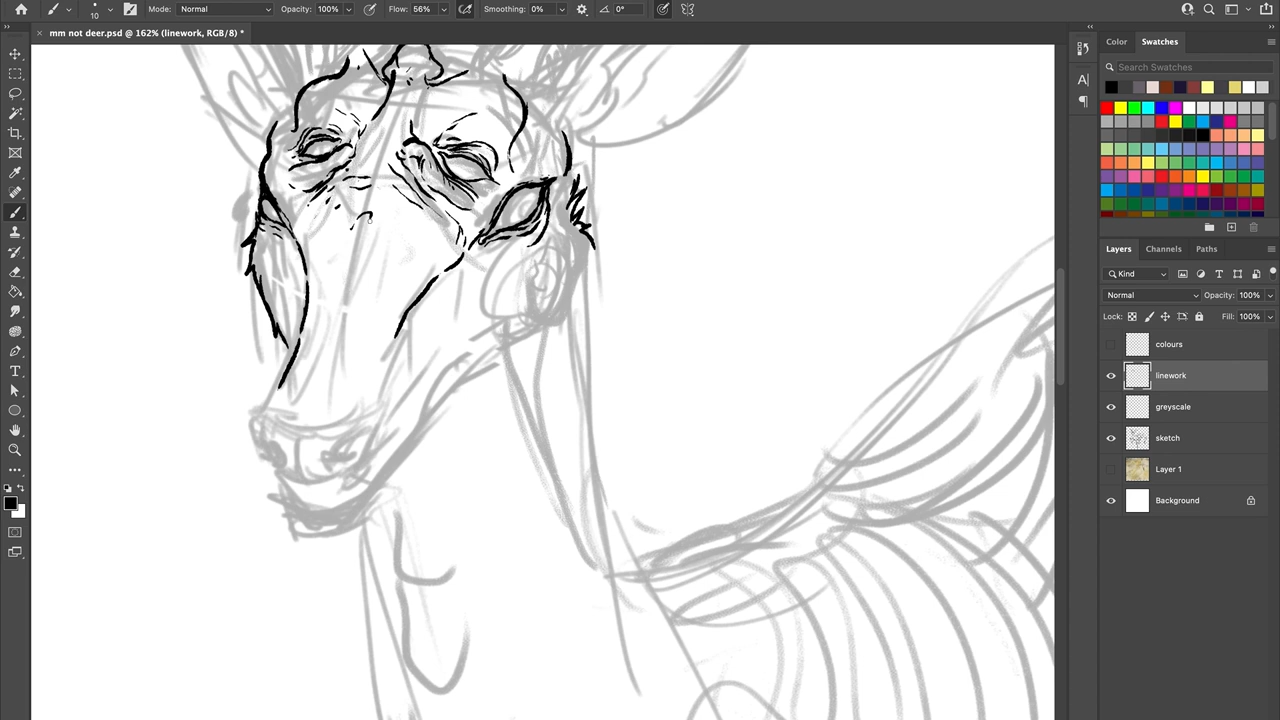 10 Mode: Normal Opacity: 100% Flow: 56% Smoothing: 0% 0°
mm not deer.psd @ 162% (linework, RGB/8) *
Color Swatches
Search Swatches
Layers Channels Paths
Kind
Normal Opacity: 100%
Lock: Fill: 100%
colours
linework
greyscale
sketch
Layer 1
Background